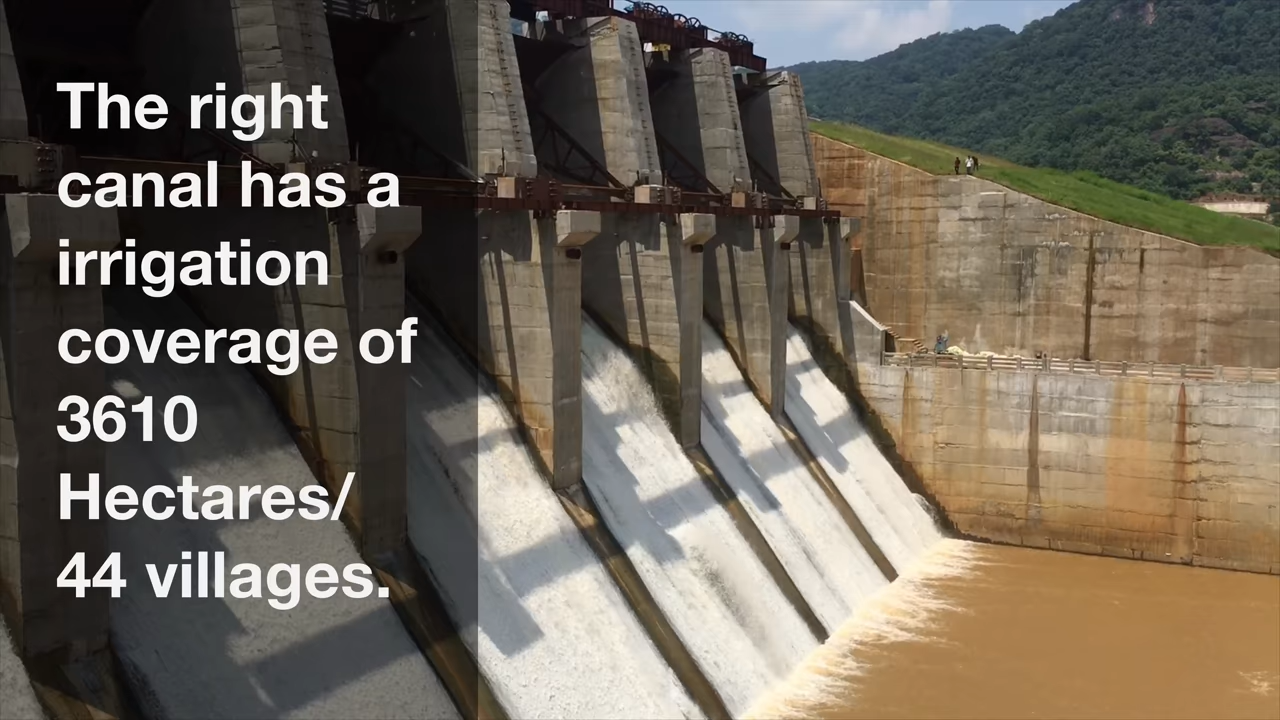 The right
canal has a
irrigation
coverage of
3610
Hectares/
44 villages.